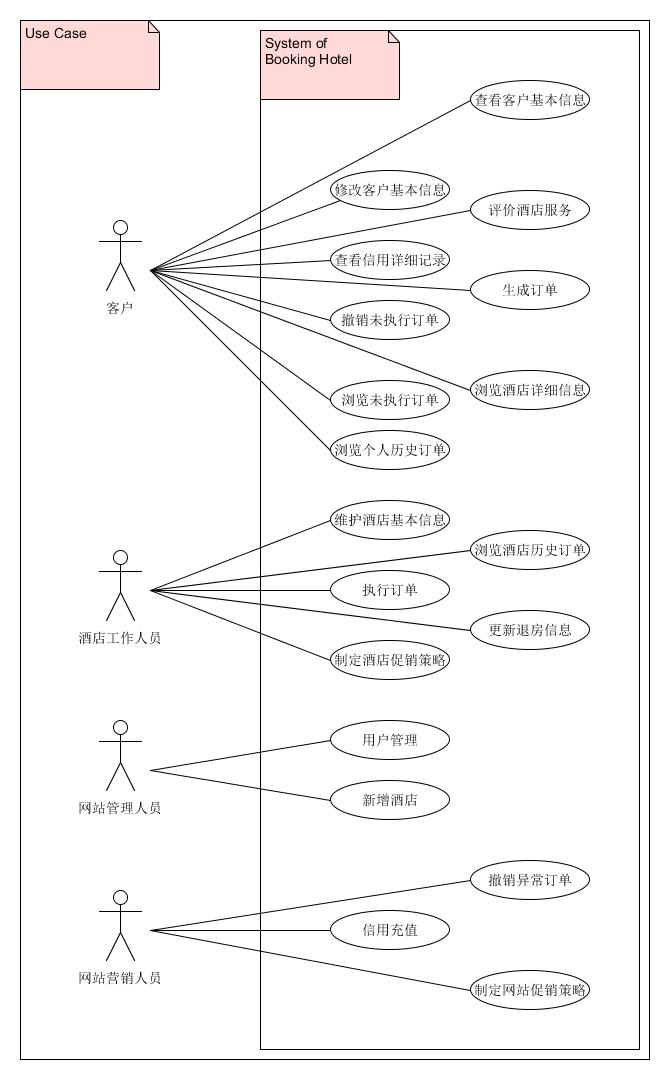 Use Case
System of
Booking Hotel
查看客户基本信息
修改客户基本信息
评价酒店服务
查看信用详细记录
生成订单
客户
撤销未执行订单
浏览酒店详细信息
浏览未执行订单
浏览个人历史订单
维护酒店基本信息
浏览酒店历史订单
执行订单
更新退房信息
酒店工作人员
制定酒店促销策略
用户管理
新增酒店
网站管理人员
撤销异常订单
信用充值
网站营销人员
制定网站促销策略